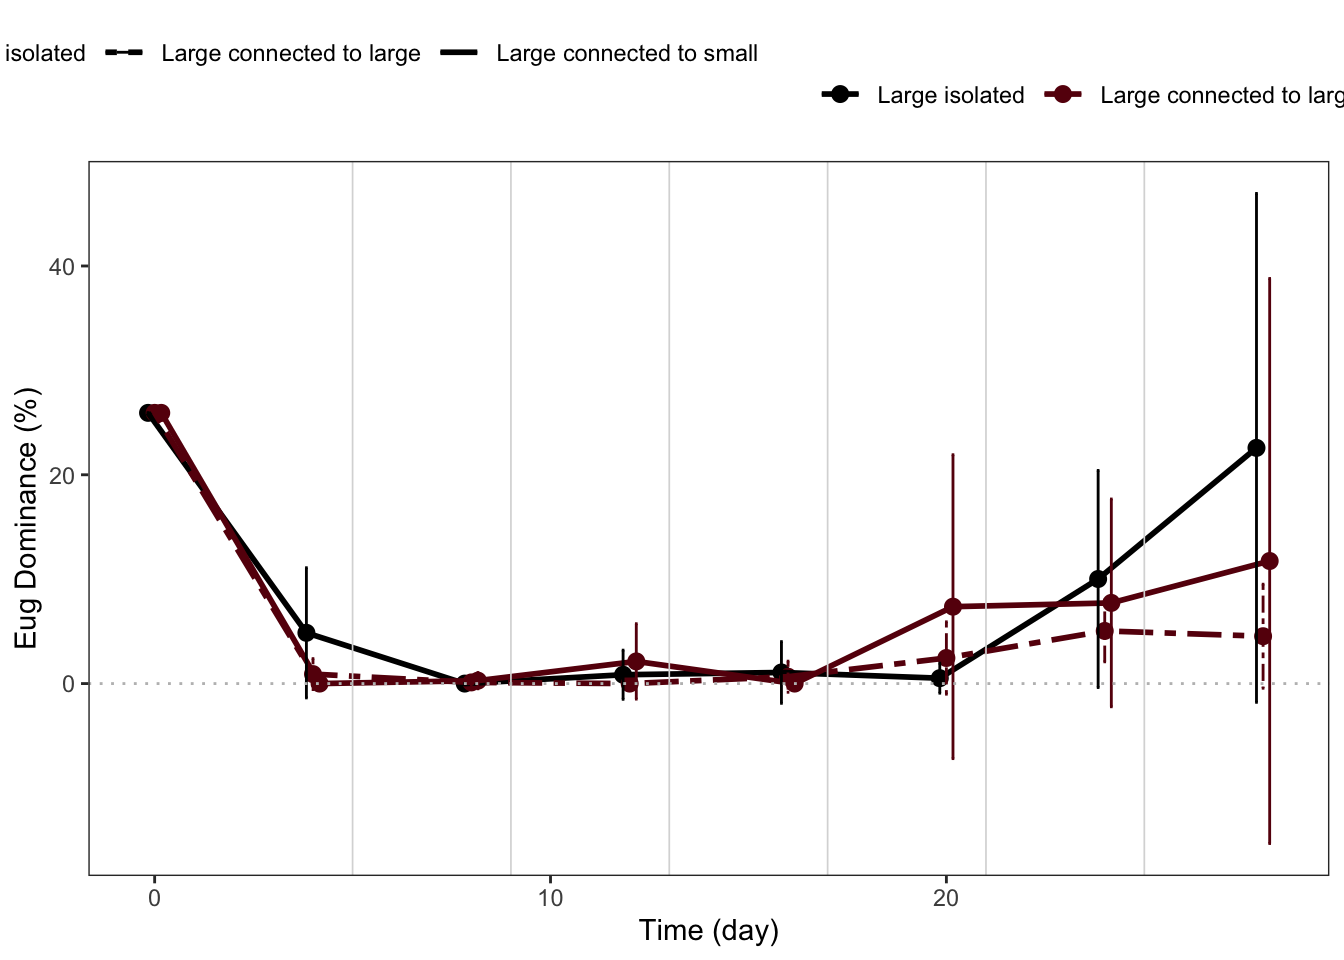 isolated Large connected to large Large connected to small
Large isolated Large connected to larg
Eug Dominance (%)
40
20
0
0 10 20
Time (day)